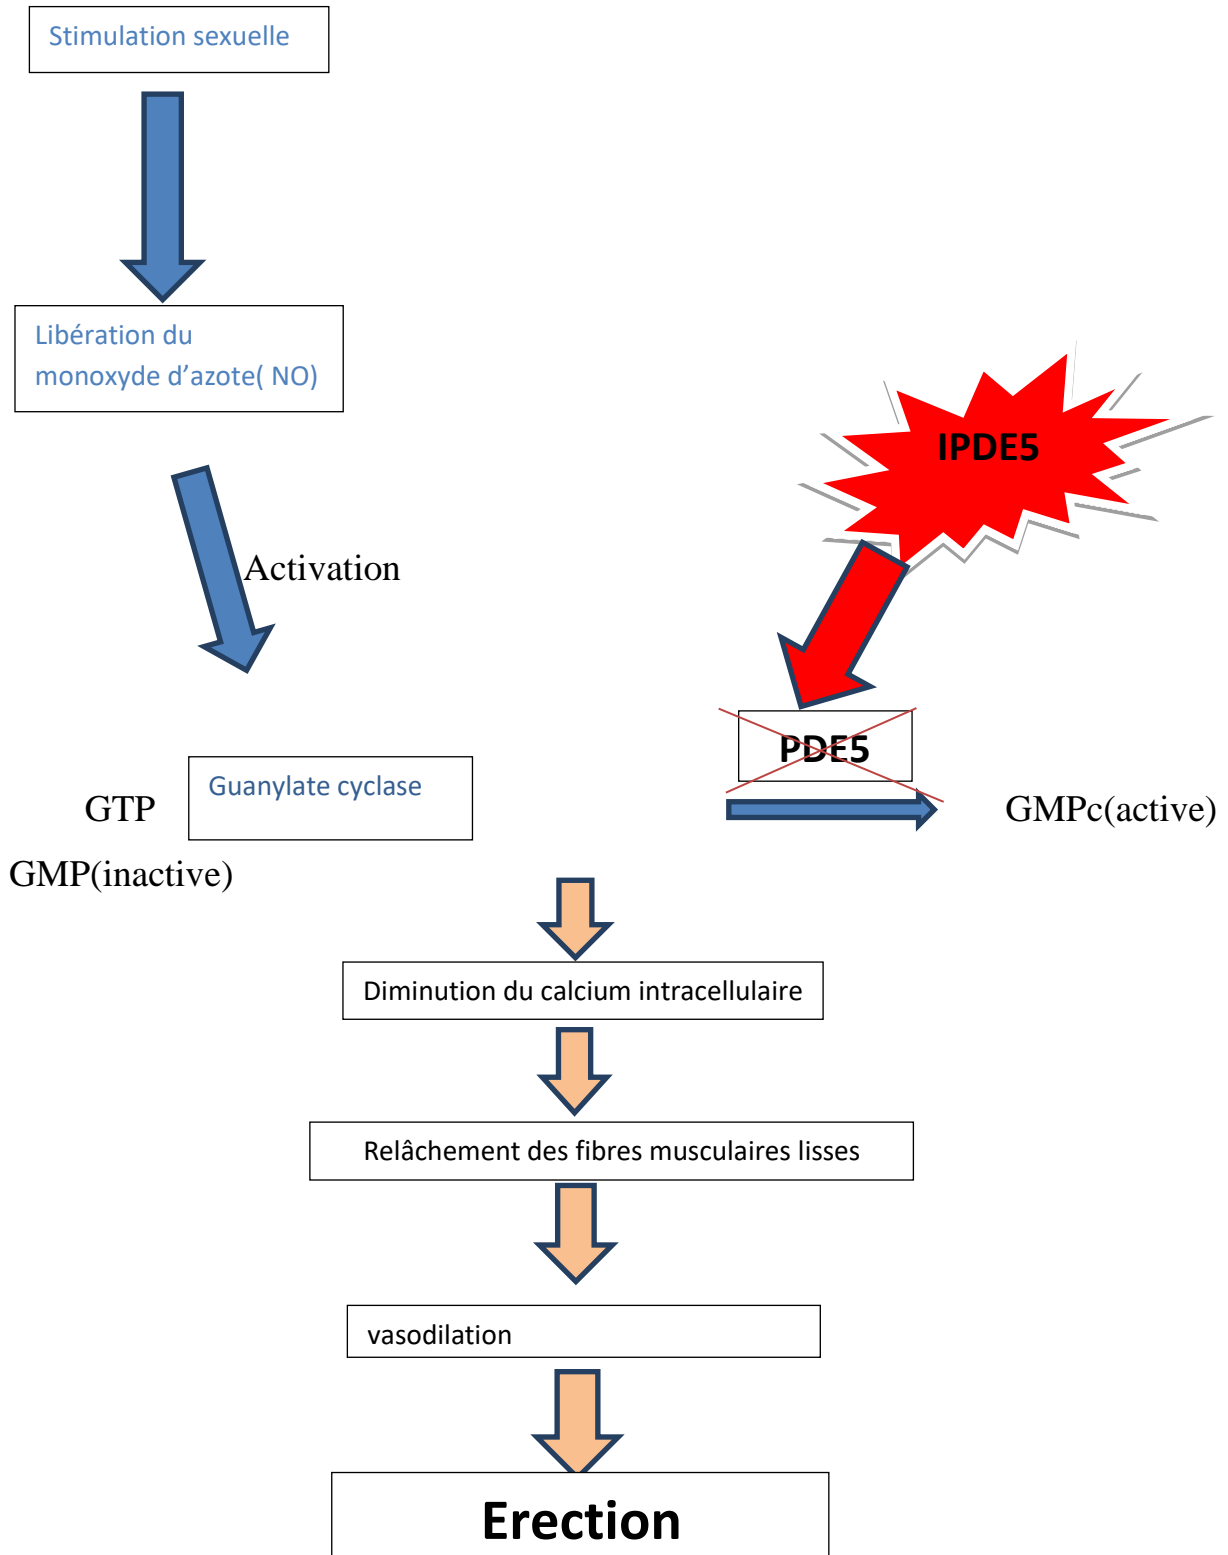 Stimulation sexuelle
Libération du
monoxyde d’azote( NO)
IPDE5
Activation
PDE5
Guanylate cyclase
GTP
GMPc(active)
GMP(inactive)
Diminution du calcium intracellulaire
Relâchement des fibres musculaires lisses
vasodilation
Erection